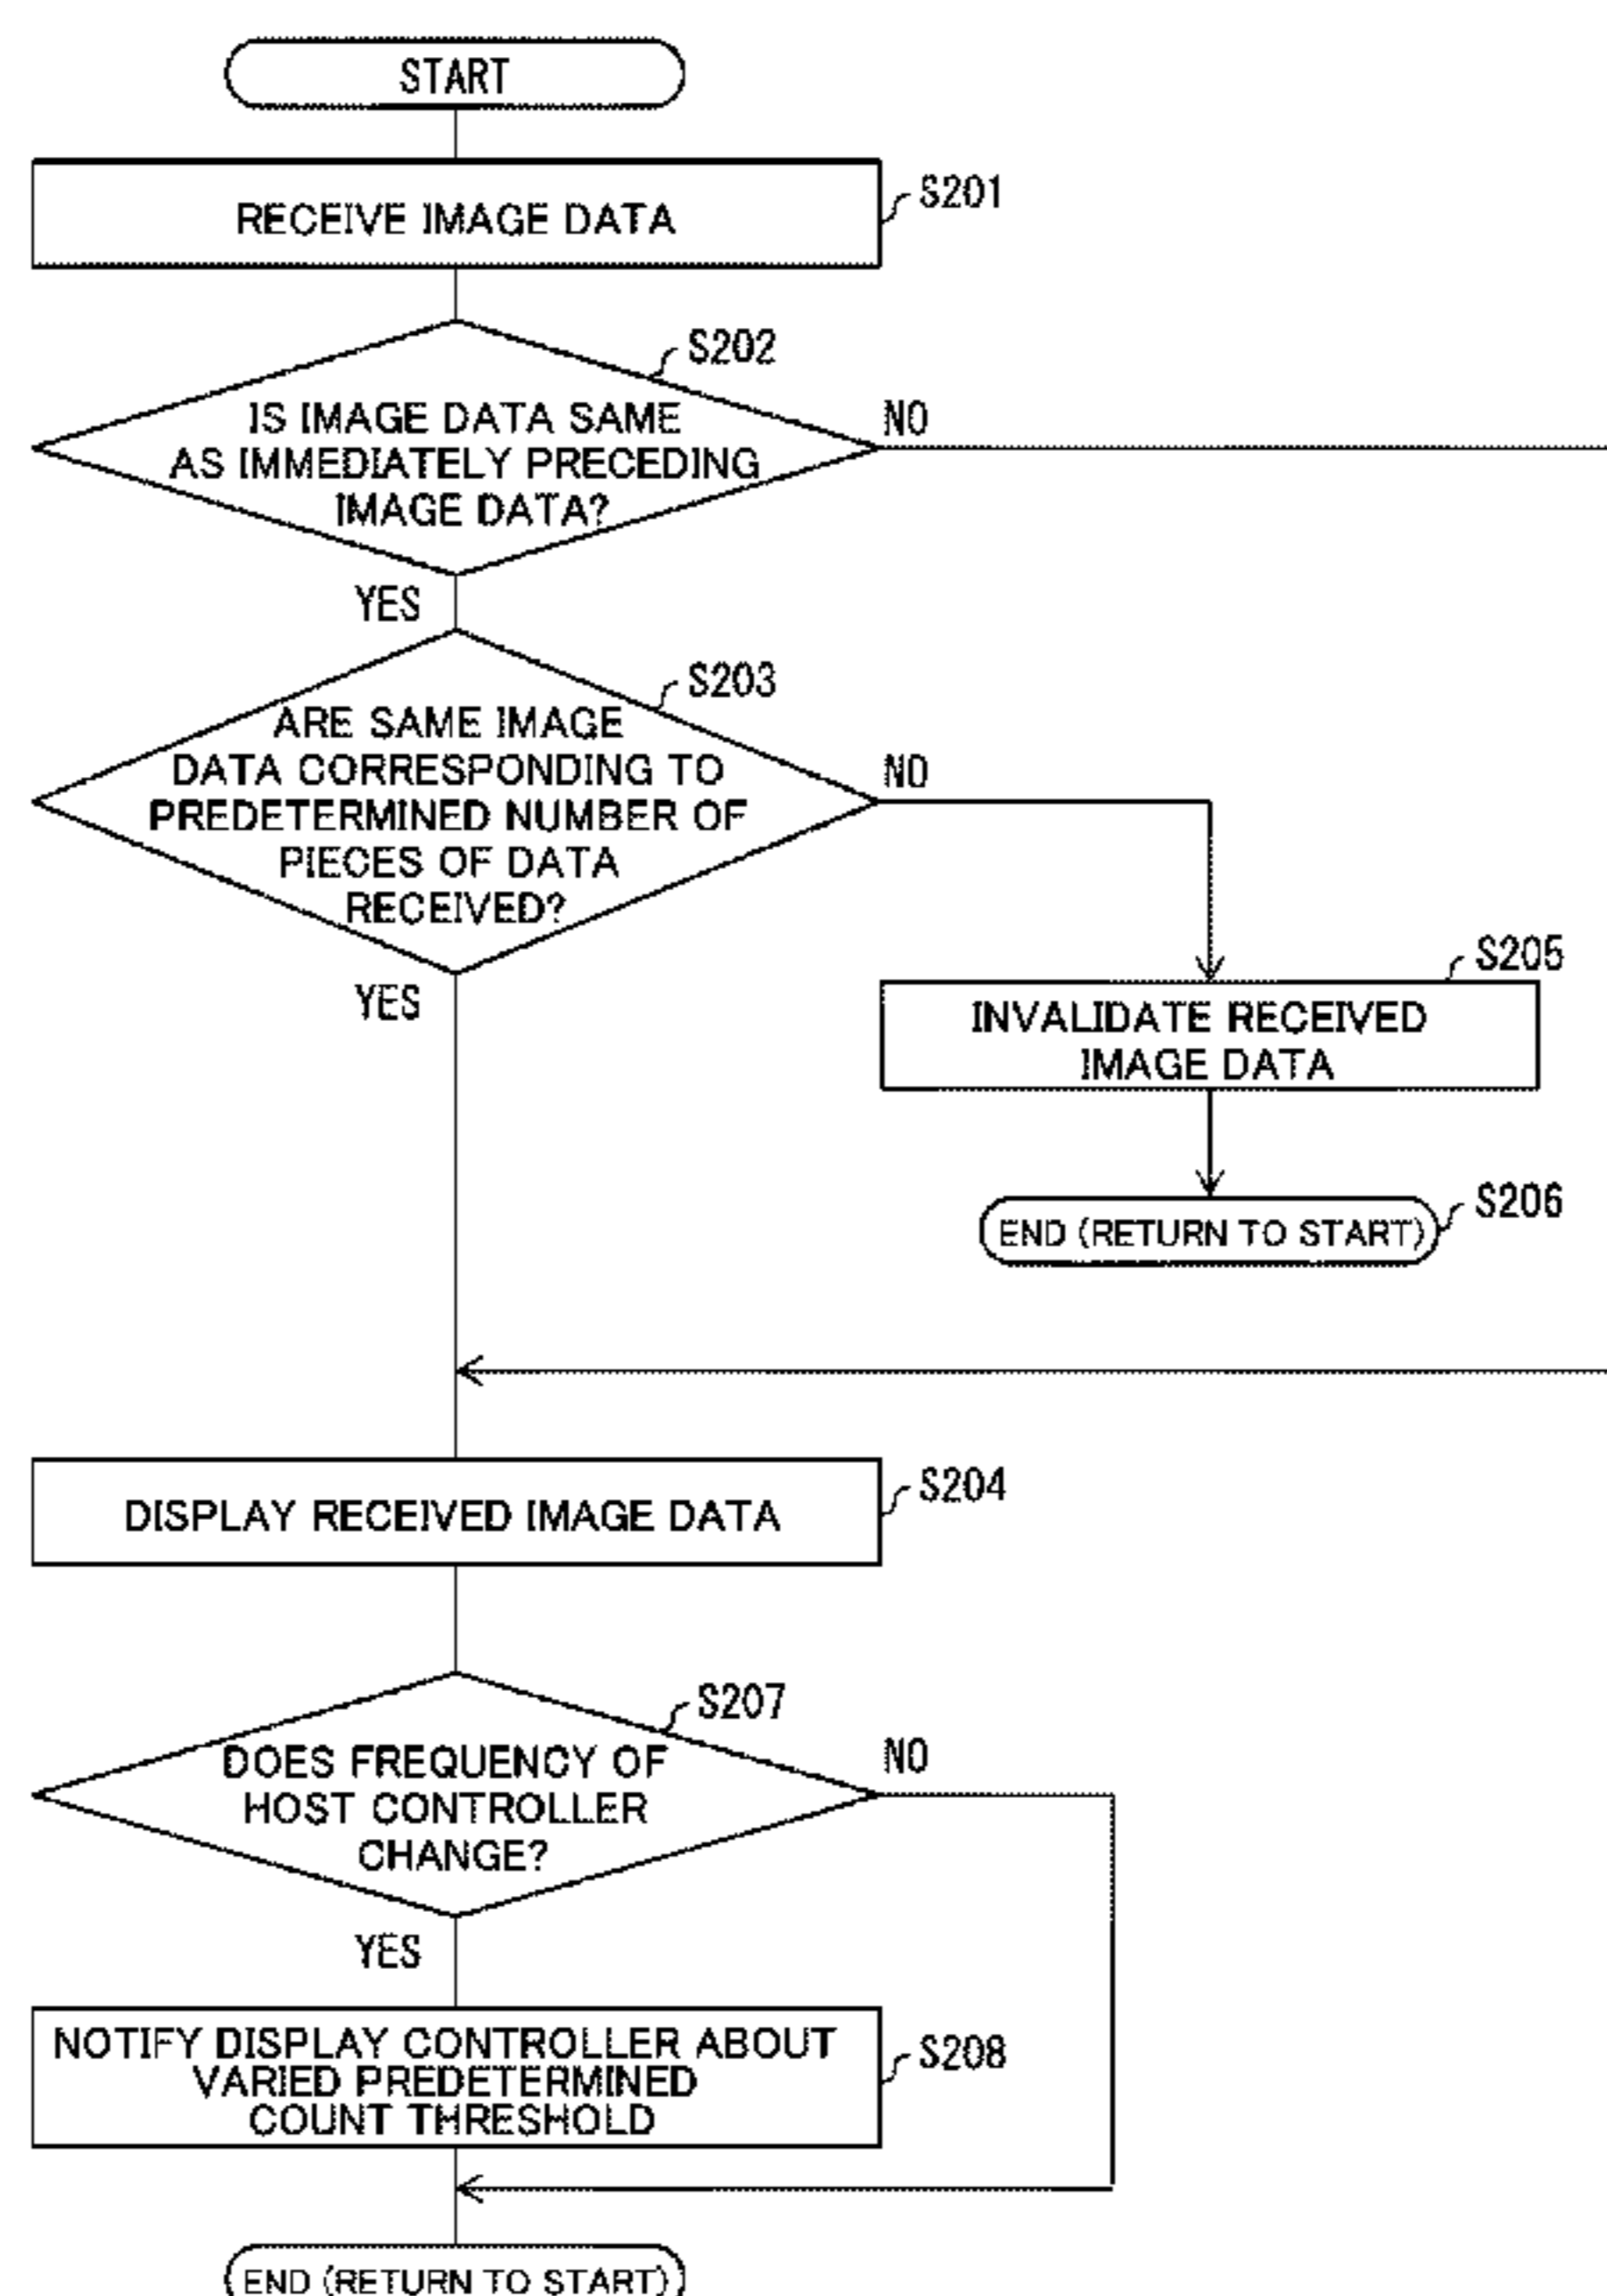 START
RECEIVE IMAGE DATA
S201
S202
IS IMAGE DATA SAME
AS IMMEDIATELY PRECEDING
IMAGE DATA?
NO
YES
S203
ARE SAME IMAGE
DATA CORRESPONDING TO
PREDETERMINED NUMBER OF
PIECES OF DATA
RECEIVED?
NO
YES
S205
INVALIDATE RECEIVED
IMAGE DATA
S206
END (RETURN TO START)
S204
DISPLAY RECEIVED IMAGE DATA
S207
DOES FREQUENCY OF
HOST CONTROLLER
CHANGE?
NO
YES
NOTIFY DISPLAY CONTROLLER ABOUT
VARIED PREDETERMINED
COUNT THRESHOLD
S208
END (RETURN TO START)